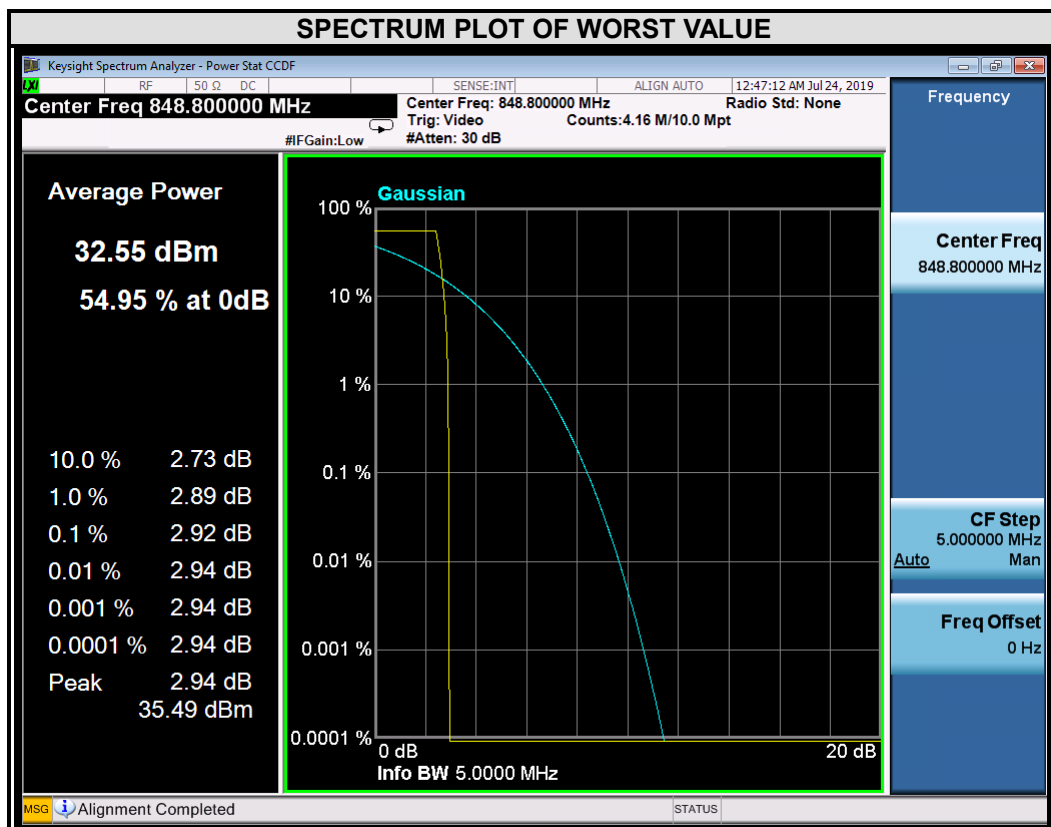 SPECTRUM PLOT OF WORST VALUE
Keysight Spectrum Analyzer - Power Stat CCDF
LXI RF 50 Ω DC SENSE:INT ALIGN AUTO 12:47:12 AM Jul 24, 2019
Center Freq 848.800000 MHz
Center Freq: 848.800000 MHz Radio Std: None
Trig: Video Counts:4.16 M/10.0 Mpt
#IFGain:Low #Atten: 30 dB
Frequency
Average Power
32.55 dBm
54.95 % at 0dB
10.0 % 2.73 dB
1.0 % 2.89 dB
0.1 % 2.92 dB
0.01 % 2.94 dB
0.001 % 2.94 dB
0.0001 % 2.94 dB
Peak 2.94 dB
35.49 dBm
Gaussian
100 %
10 %
1 %
0.1 %
0.01 %
0.001 %
0.0001 %
0 dB 20 dB
Info BW 5.0000 MHz
Center Freq
848.800000 MHz
CF Step
5.000000 MHz
Auto Man
Freq Offset
0 Hz
MSG Alignment Completed STATUS